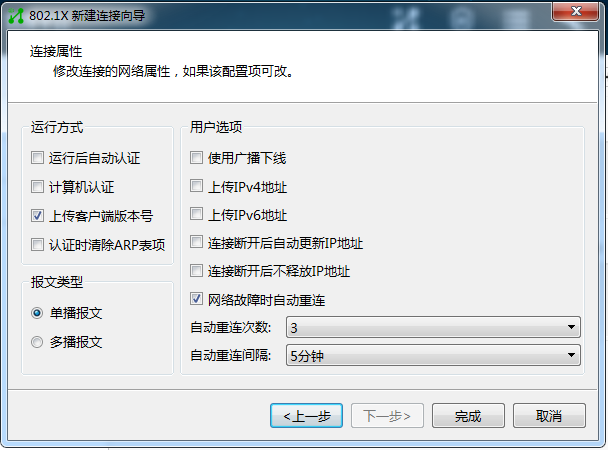 802.1X 新建连接向导
连接属性
修改连接的网络属性，如果该配置项可改。
运行方式
运行后自动认证
计算机认证
上传客户端版本号
认证时清除ARP表项
报文类型
单播报文
多播报文
用户选项
使用广播下线
上传IPv4地址
上传IPv6地址
连接断开后自动更新IP地址
连接断开后不释放IP地址
网络故障时自动重连
自动重连次数: 3
自动重连间隔: 5分钟
<上一步 下一步> 完成 取消